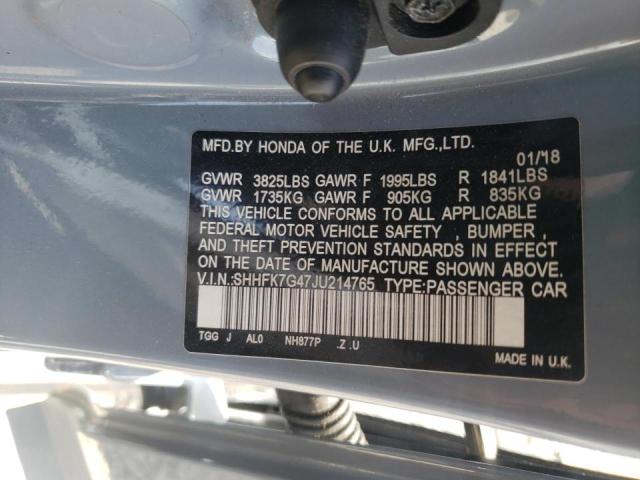 MFD.BY HONDA OF THE U.K. MFG.,LTD.
01/'18
GVWR 3825LBS GAWR F 1995LBS R 1841LBS
GVWR 1735KG GAWR F 905KG R 835KG
THIS VEHICLE CONFORMS TO ALL APPLICABLE
FEDERAL MOTOR VEHICLE SAFETY , BUMPER ,
AND THEFT PREVENTION STANDARDS IN EFFECT
ON THE DATE OF MANUFACTURE SHOWN ABOVE.
V.I.N.:SHHFK7G47JU214765 TYPE:PASSENGER CAR
TGG J AL0 NH877P .Z .U
MADE IN U.K.